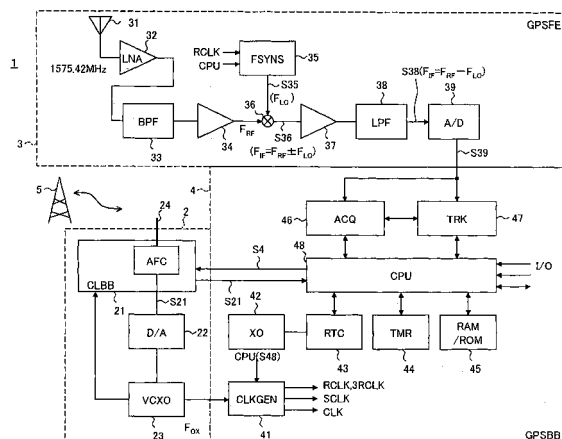 GPSFE
31
32
LNA
1575,42MHz
RCLK
CPU
FSYNS
35
S35
(FLO)
1
BPF
33
34
FRF
36
S36
(FIF=FRF±FLO)
37
38
LPF
S38(FIF=FRF−FLO)
39
A/D
S39
3
5
24
4
2
AFC
CLBB
21
S21
D/A
22
VCXO
23
FOX
S4
S21
46
ACQ
TRK
47
48
CPU
I/O
42
XO
RTC
43
TMR
44
RAM
/ROM
45
CPU(S48)
CLKGEN
41
RCLK,3RCLK
SCLK
CLK
GPSBB